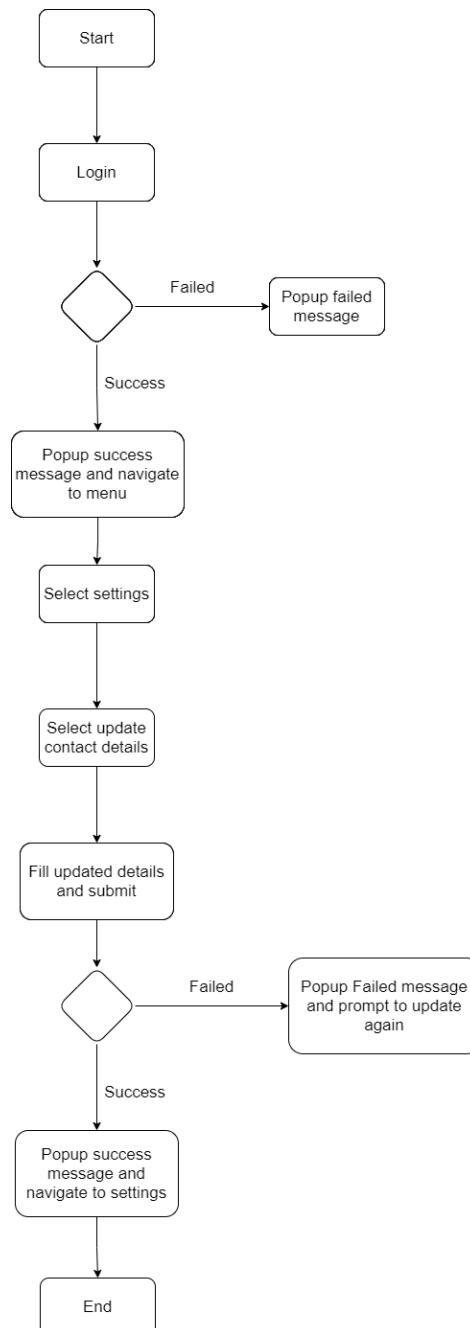 Start
Login
Failed
Popup failed
message
Success
Popup success
message and navigate
to menu
Select settings
Select update
contact details
Fill updated details
and submit
Failed
Popup Failed message
and prompt to update
again
Success
Popup success
message and
navigate to settings
End